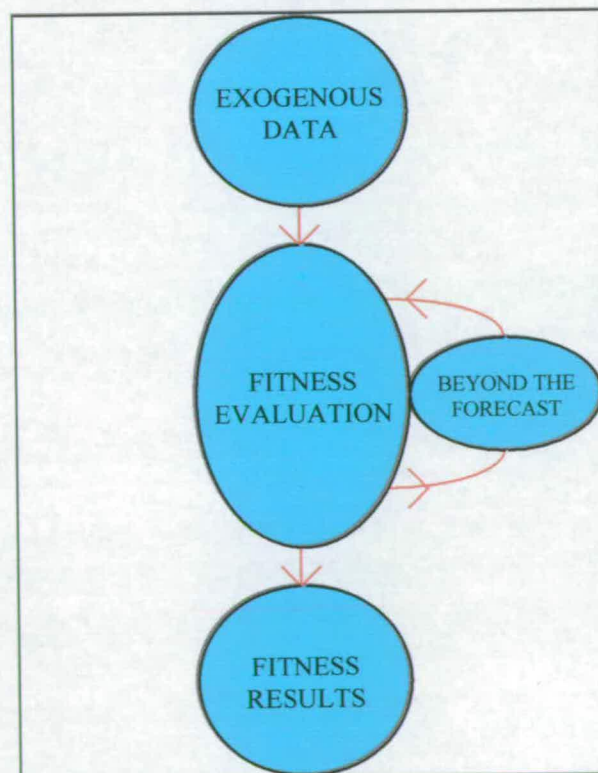 EXOGENOUS
DATA
FITNESS
EVALUATION
BEYOND THE
FORECAST
FITNESS
RESULTS